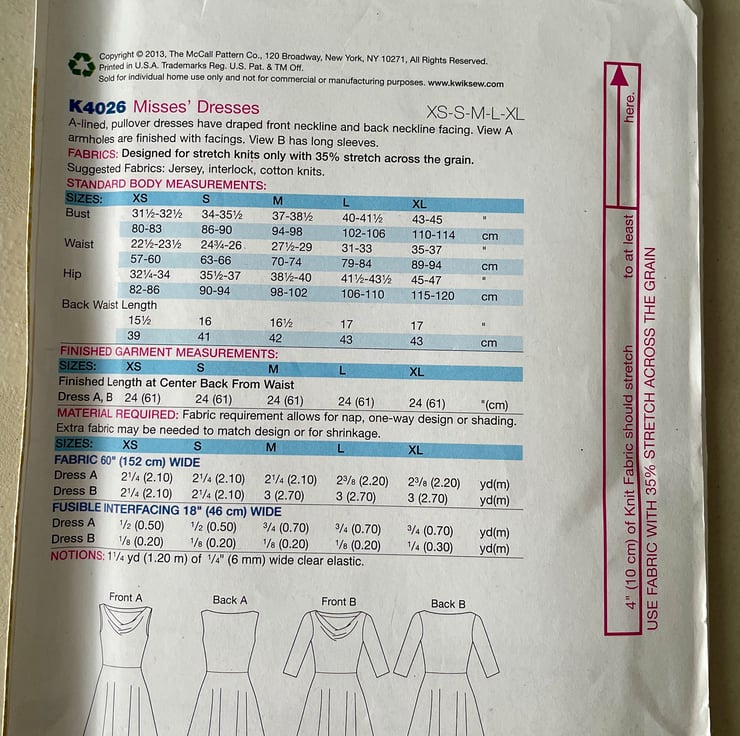 Copyright © 2013, The McCall Pattern Co., 120 Broadway, New York, NY 10271, All Rights Reserved.
Printed in U.S.A. Trademarks Reg. U.S. Pat. & TM Off.
Sold for individual home use only and not for commercial or manufacturing purposes. www.kwiksew.com
K4026 Misses' Dresses XS-S-M-L-XL
A-lined, pullover dresses have draped front neckline and back neckline facing. View A
armholes are finished with facings. View B has long sleeves.
FABRICS: Designed for stretch knits only with 35% stretch across the grain.
Suggested Fabrics: Jersey, interlock, cotton knits.
STANDARD BODY MEASUREMENTS:
SIZES: XS S M L XL
Bust 31½-32½ 34-35½ 37-38½ 40-41½ 43-45 "
80-83 86-90 94-98 102-106 110-114 cm
Waist 22½-23½ 24¾-26 27½-29 31-33 35-37 "
57-60 63-66 70-74 79-84 89-94 cm
Hip 32¼-34 35½-37 38½-40 41½-43½ 45-47 "
82-86 90-94 98-102 106-110 115-120 cm
Back Waist Length
15½ 16 16½ 17 17 "
39 41 42 43 43 cm
FINISHED GARMENT MEASUREMENTS:
SIZES: XS S M L XL
Finished Length at Center Back From Waist
Dress A, B 24 (61) 24 (61) 24 (61) 24 (61) 24 (61) "(cm)
MATERIAL REQUIRED: Fabric requirement allows for nap, one-way design or shading.
Extra fabric may be needed to match design or for shrinkage.
SIZES: XS S M L XL
FABRIC 60" (152 cm) WIDE
Dress A 2¼ (2.10) 2¼ (2.10) 2¼ (2.10) 2⅜ (2.20) 2⅜ (2.20) yd(m)
Dress B 2¼ (2.10) 2¼ (2.10) 3 (2.70) 3 (2.70) 3 (2.70) yd(m)
FUSIBLE INTERFACING 18" (46 cm) WIDE
Dress A ½ (0.50) ½ (0.50) ¾ (0.70) ¾ (0.70) ¾ (0.70) yd(m)
Dress B ⅛ (0.20) ⅛ (0.20) ⅛ (0.20) ⅛ (0.20) ¼ (0.30) yd(m)
NOTIONS: 1¼ yd (1.20 m) of ¼" (6 mm) wide clear elastic.
Front A Back A Front B Back B
4" (10 cm) of Knit Fabric should stretch to at least here.
USE FABRIC WITH 35% STRETCH ACROSS THE GRAIN